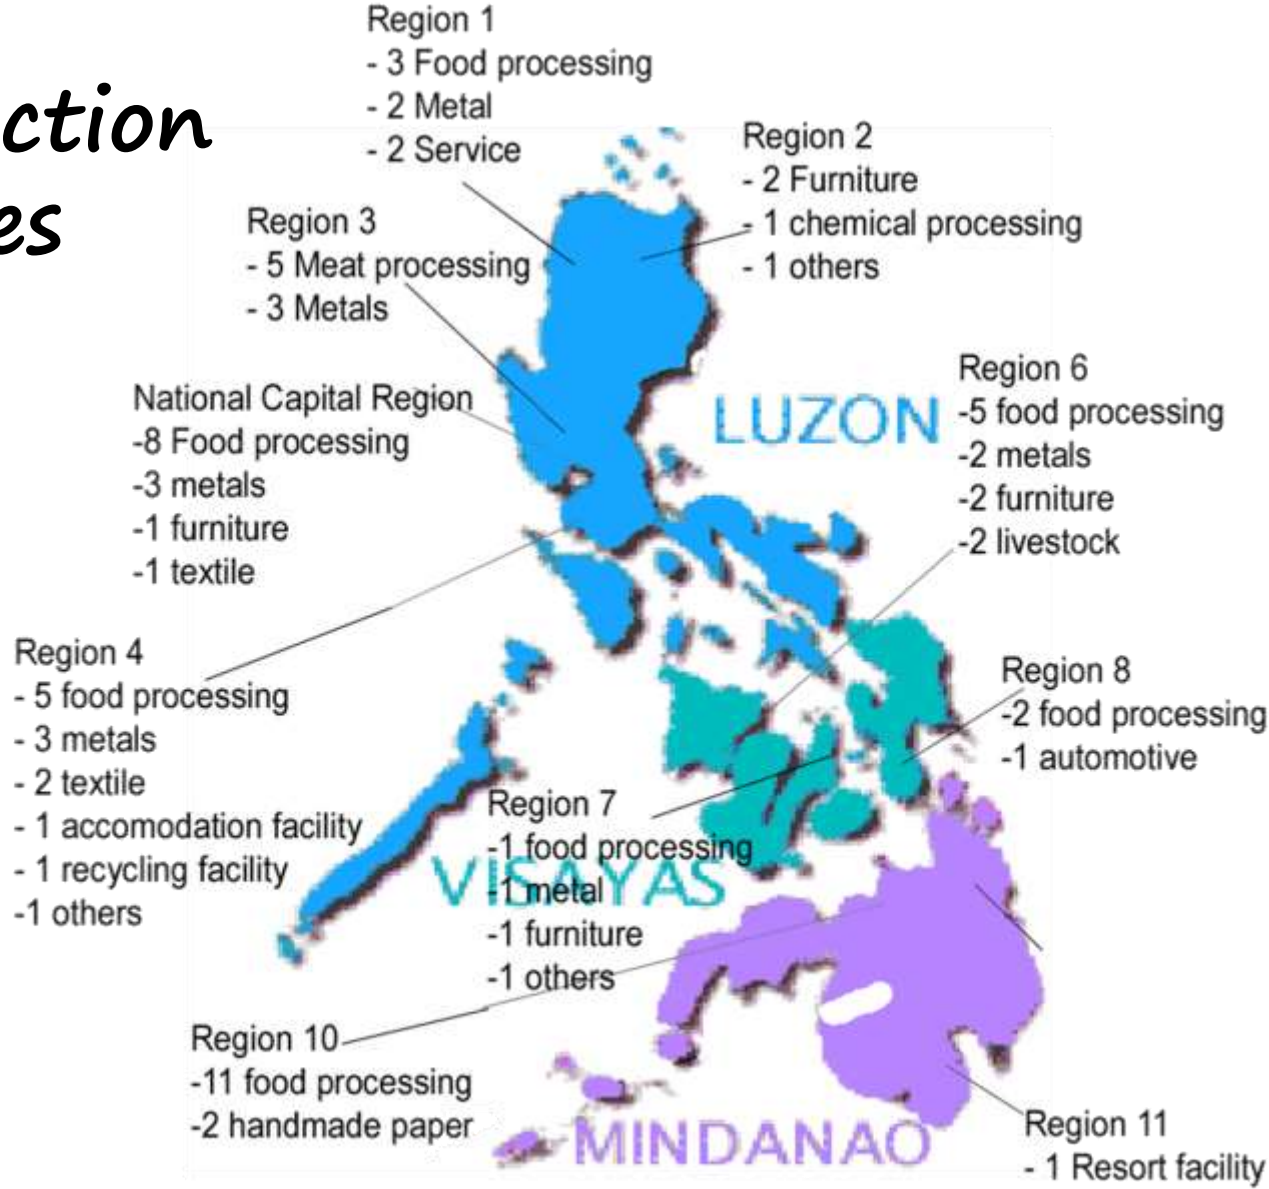 ction
es
Region 1
- 3 Food processing
- 2 Metal
- 2 Service
Region 2
- 2 Furniture
- 1 chemical processing
- 1 others
Region 3
- 5 Meat processing
- 3 Metals
National Capital Region
-8 Food processing
-3 metals
-1 furniture
-1 textile
LUZON
Region 6
-5 food processing
-2 metals
-2 furniture
-2 livestock
Region 4
- 5 food processing
- 3 metals
- 2 textile
- 1 accomodation facility
- 1 recycling facility
-1 others
Region 8
-2 food processing
-1 automotive
Region 7
-1 food processing
-1 metal
-1 furniture
-1 others
VISAYAS
Region 10
-11 food processing
-2 handmade paper
MINDANAO
Region 11
- 1 Resort facility